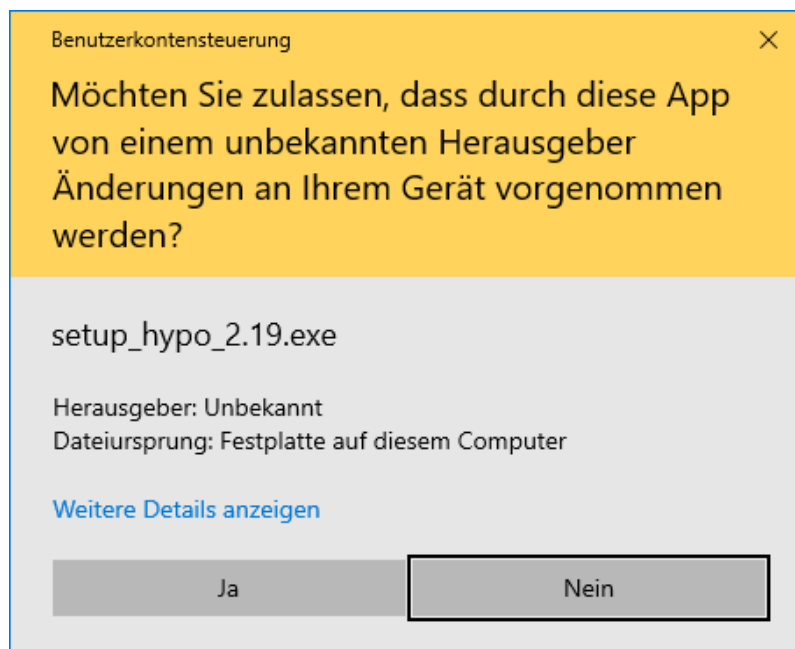 Benutzerkontensteuerung
Möchten Sie zulassen, dass durch diese App
von einem unbekannten Herausgeber
Änderungen an Ihrem Gerät vorgenommen
werden?
setup_hypo_2.19.exe
Herausgeber: Unbekannt
Dateiursprung: Festplatte auf diesem Computer
Weitere Details anzeigen
Ja
Nein